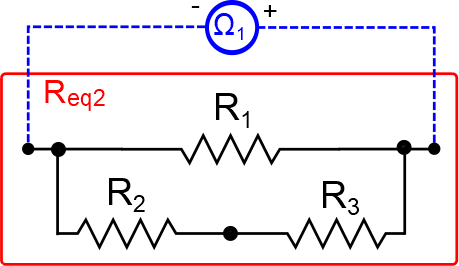 - Ω1 +
Req2
R1
R2 R3